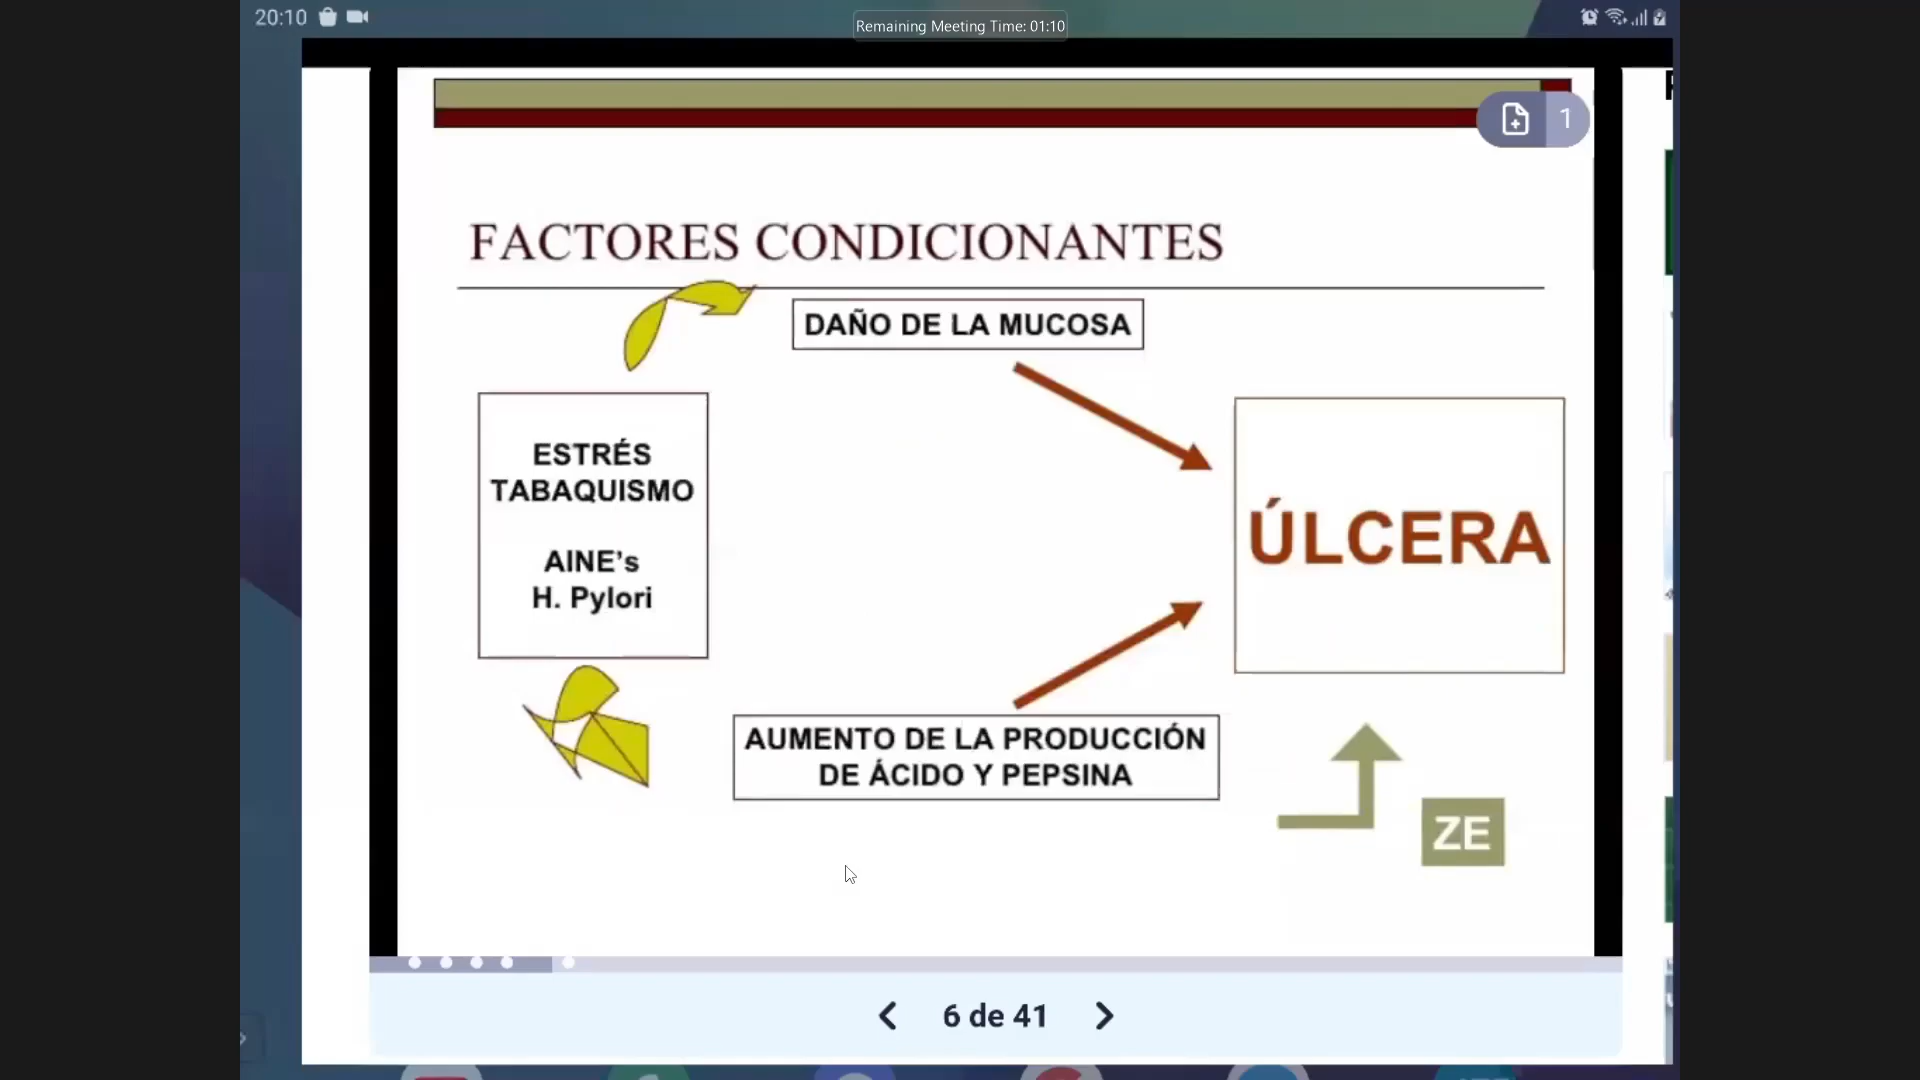 20:10
Remaining Meeting Time: 01:10
1
FACTORES CONDICIONANTES
DAÑO DE LA MUCOSA
ESTRÉS
TABAQUISMO
AINE's
H. Pylori
ÚLCERA
AUMENTO DE LA PRODUCCIÓN
DE ÁCIDO Y PEPSINA
ZE
6 de 41